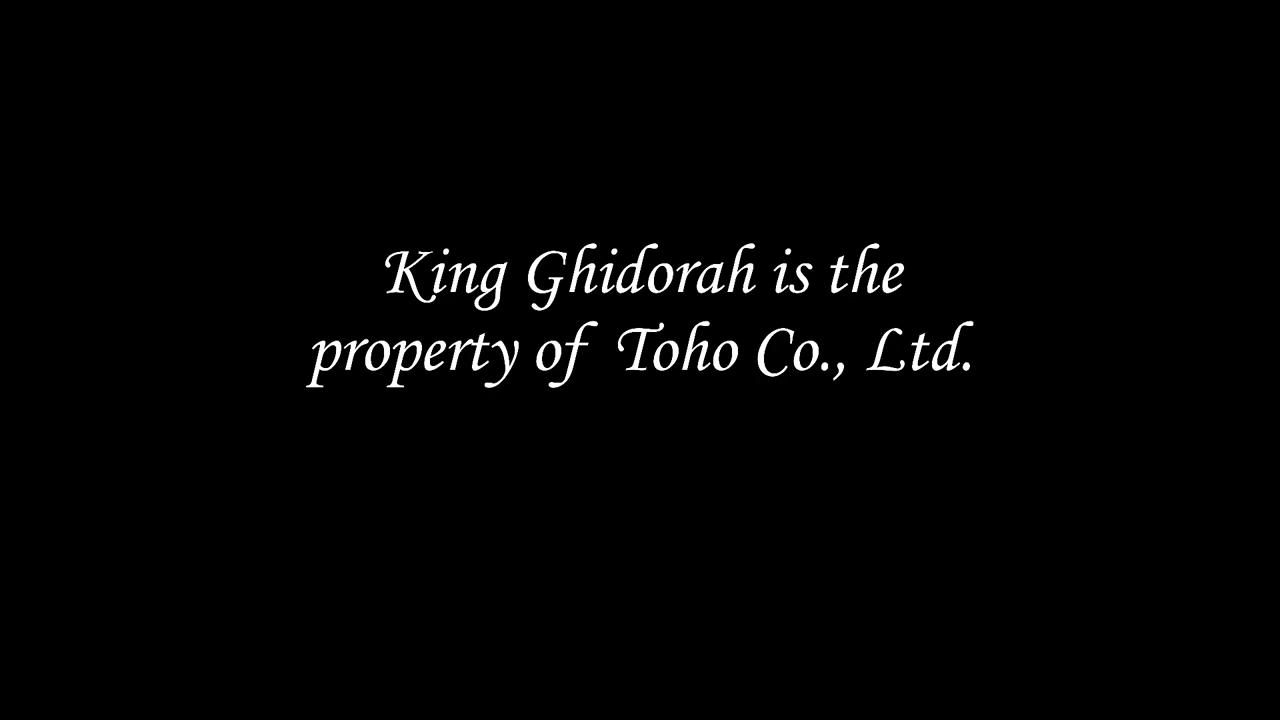 King Ghidorah is the
property of Toho Co., Ltd.